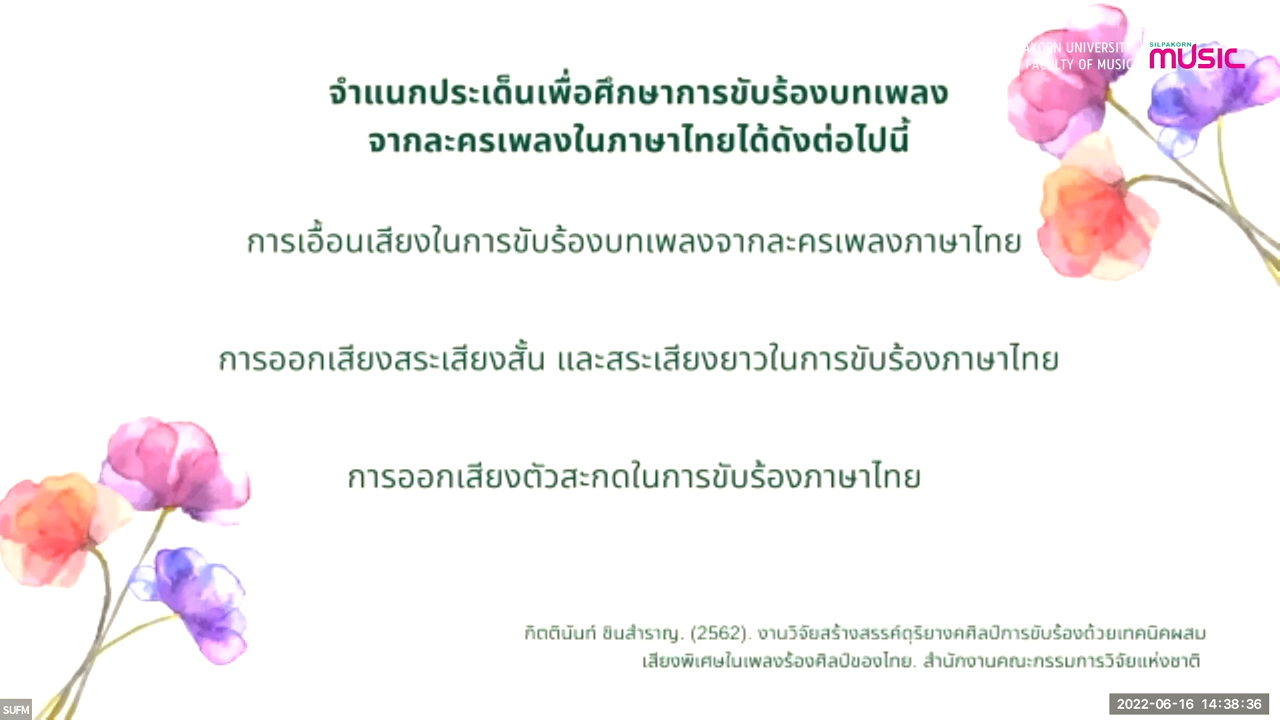 UNIVERSITY
FACULTY OF MUSIC
SILPAKORN
MUSIC
จำแนกประเด็นเพื่อศึกษาการขับร้องบทเพลง
จากละครเพลงในภาษาไทยได้ดังต่อไปนี้
การเอื้อนเสียงในการขับร้องบทเพลงจากละครเพลงภาษาไทย
การออกเสียงสระเสียงสั้น และสระเสียงยาวในการขับร้องภาษาไทย
การออกเสียงตัวสะกดในการขับร้องภาษาไทย
กิตตินันท์ ชินสำราญ. (2562). งานวิจัยสร้างสรรค์ดุริยางคศิลป์การขับร้องด้วยเทคนิคผสม
เสียงพิเศษในเพลงร้องศิลป์ของไทย. สำนักงานคณะกรรมการวิจัยแห่งชาติ
SUFM
2022-06-16 14:38:36